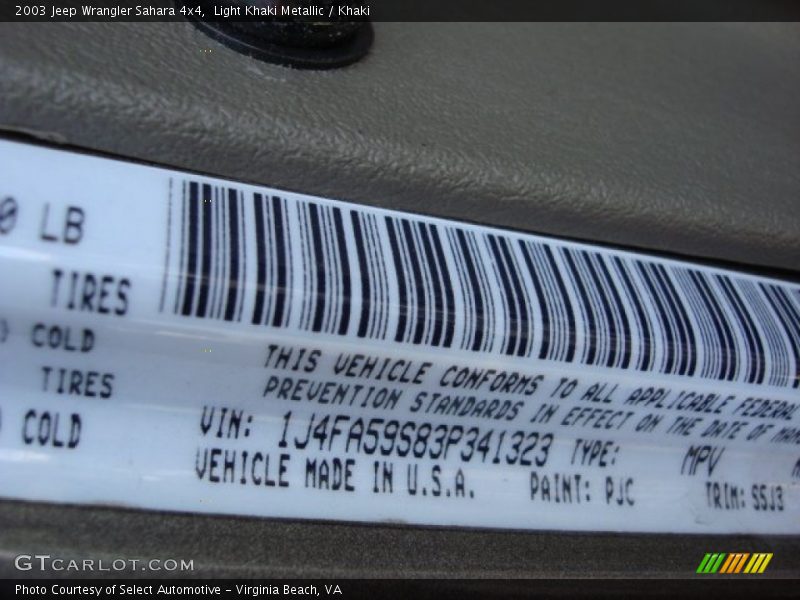 2003 Jeep Wrangler Sahara 4x4, Light Khaki Metallic / Khaki
0 LB
TIRES
COLD
TIRES
COLD
THIS VEHICLE CONFORMS TO ALL APPLICABLE FEDERAL
PREVENTION STANDARDS IN EFFECT ON THE DATE OF
VIN: 1J4FA59S83P341323 TYPE: MPV
VEHICLE MADE IN U.S.A. PAINT: PJC TRIM: S5J3
GTCARLOT.COM
Photo Courtesy of Select Automotive – Virginia Beach, VA